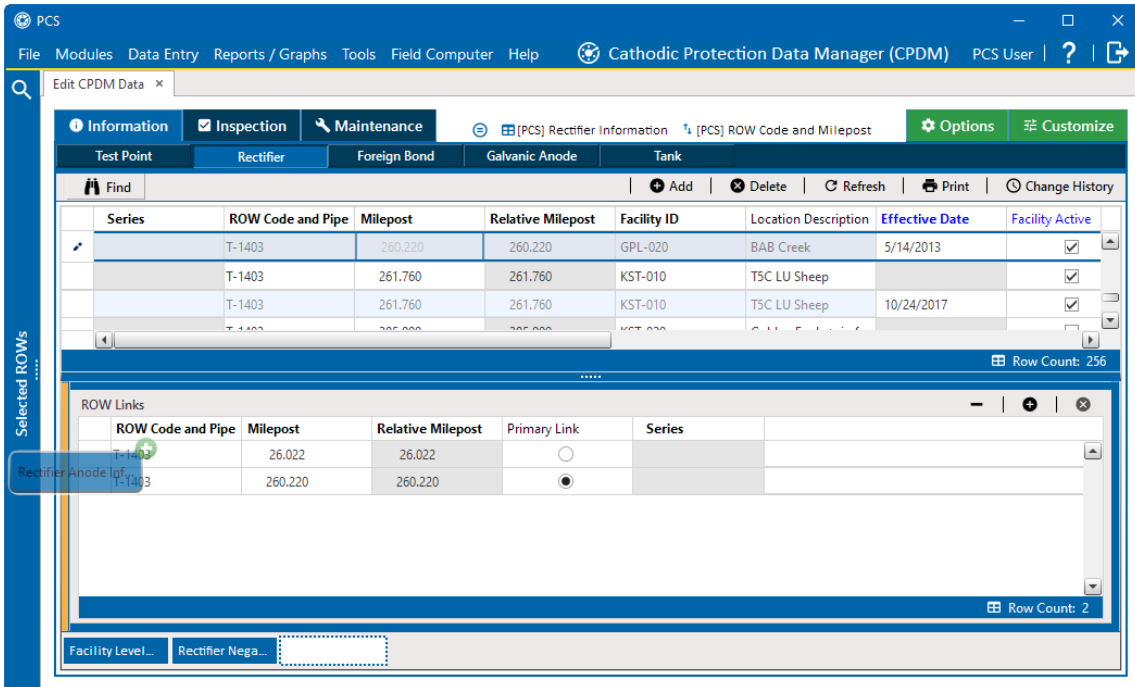 PCS
File Modules Data Entry Reports / Graphs Tools Field Computer Help Cathodic Protection Data Manager (CPDM) PCS User | ? |
Edit CPDM Data ×
Information Inspection Maintenance [PCS] Rectifier Information [PCS] ROW Code and Milepost Options Customize
Test Point Rectifier Foreign Bond Galvanic Anode Tank
Find | Add | Delete | Refresh | Print | Change History
Series ROW Code and Pipe Milepost Relative Milepost Facility ID Location Description Effective Date Facility Active
T-1403 260.220 260.220 GPL-020 BAB Creek 5/14/2013
T-1403 261.760 261.760 KST-010 T5C LU Sheep
T-1403 261.760 261.760 KST-010 T5C LU Sheep 10/24/2017
Row Count: 256
Selected ROWs
ROW Links
ROW Code and Pipe Milepost Relative Milepost Primary Link Series
T-1403 26.022 26.022
Rectifier Anode Inf...
T-1403 260.220 260.220
Row Count: 2
Facility Level... Rectifier Nega...